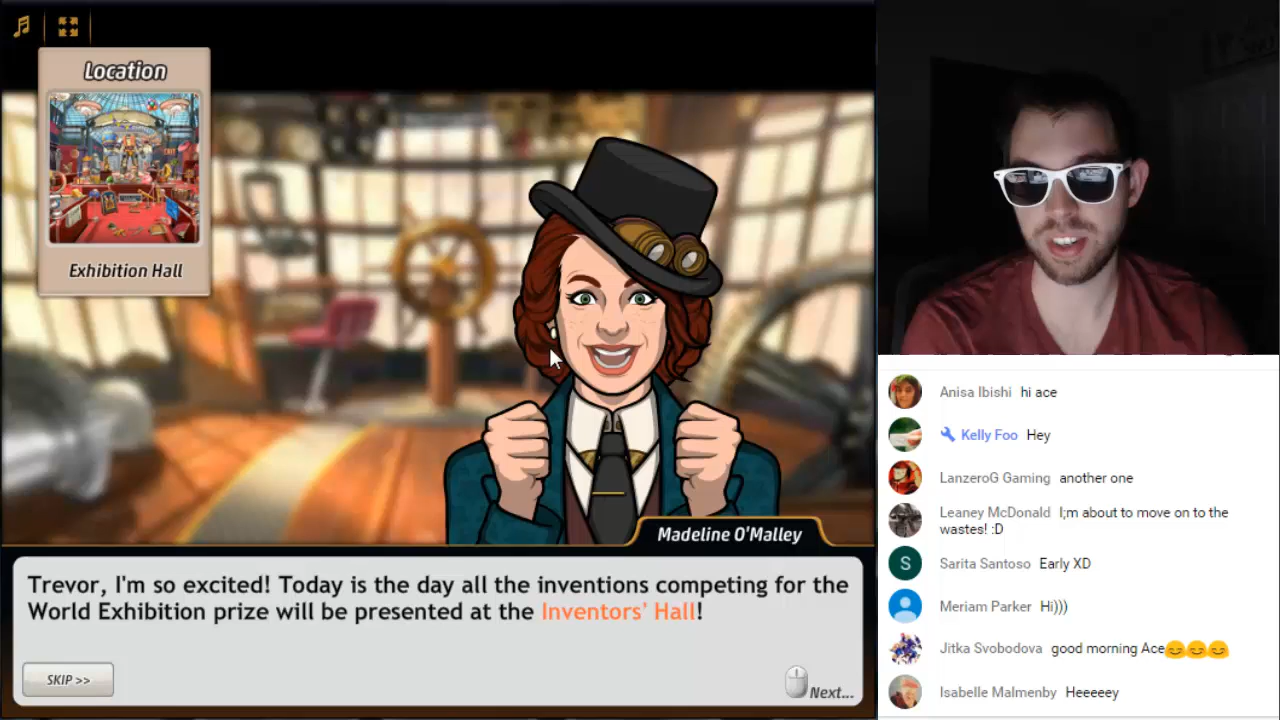 Location
Exhibition Hall
Madeline O'Malley
Trevor, I'm so excited! Today is the day all the inventions competing for the
World Exhibition prize will be presented at the Inventors' Hall!
SKIP >>
Next...
Anisa Ibishi hi ace
Kelly Foo Hey
LanzeroG Gaming another one
Leaney McDonald I;m about to move on to the
wastes! :D
S
Sarita Santoso Early XD
Meriam Parker Hi)))
Jitka Svobodova good morning Ace😊😊😊
Isabelle Malmenby Heeeeey